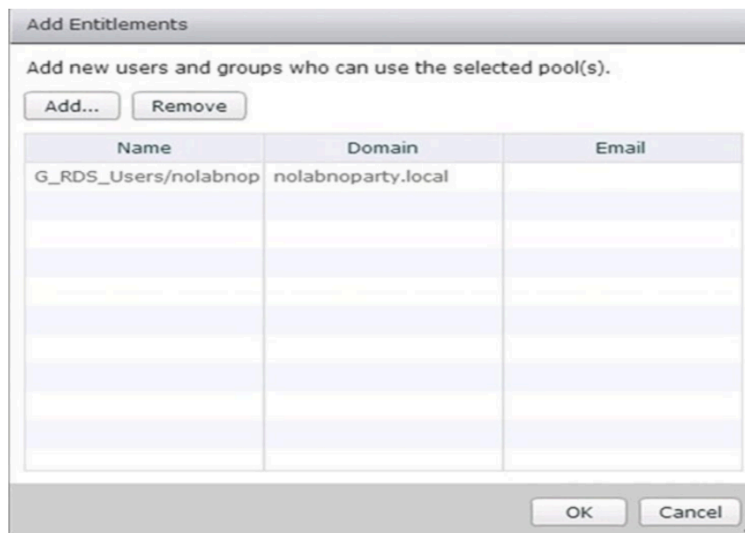 Add Entitlements
Add new users and groups who can use the selected pool(s).
Add... Remove
Name Domain Email
G_RDS_Users/nolabnop nolabnoparty.local
OK Cancel